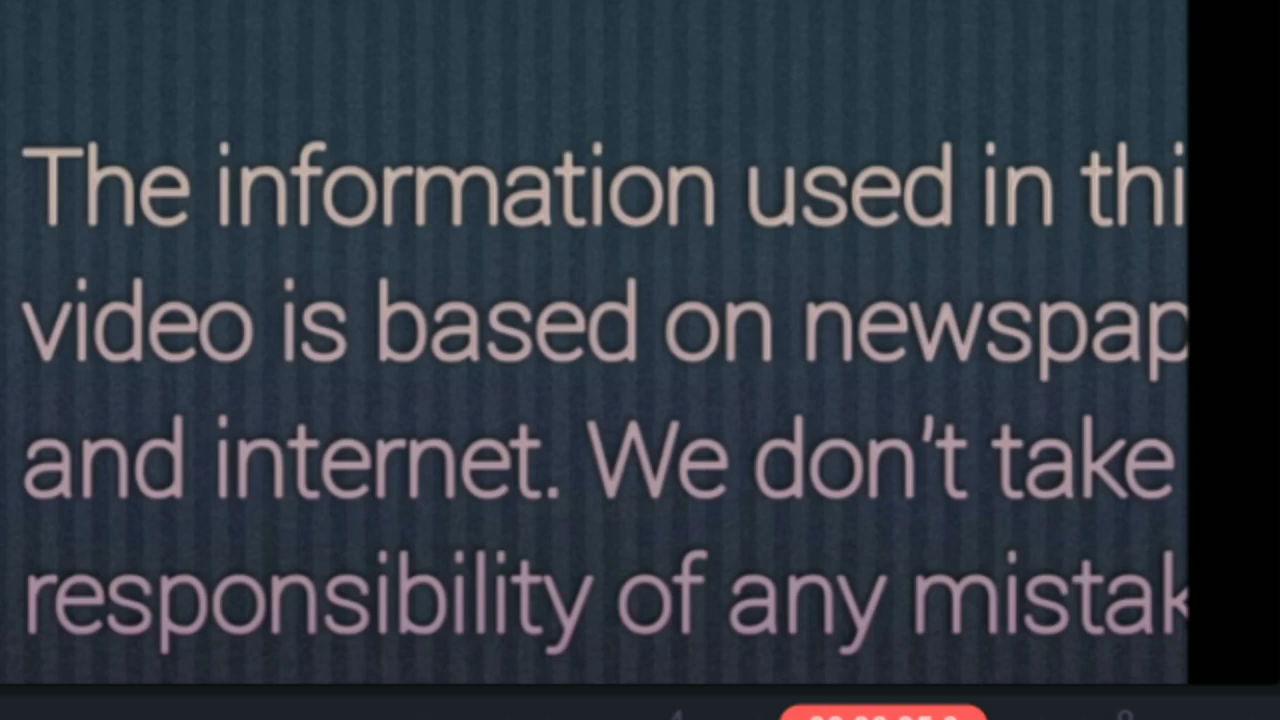 The information used in thi
video is based on newspap
and internet. We don't take
responsibility of any mistak